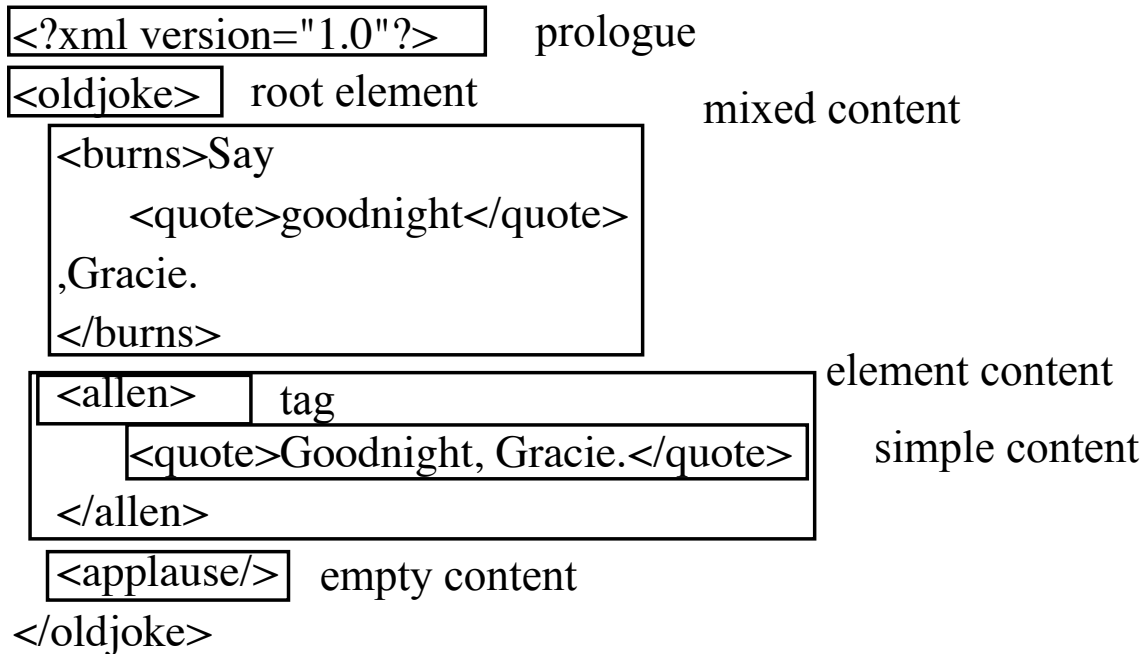 <?xml version="1.0"?> prologue
<oldjoke> root element
mixed content
<burns>Say
<quote>goodnight</quote>
,Gracie.
</burns>
element content
<allen> tag
<quote>Goodnight, Gracie.</quote> simple content
</allen>
<applause/> empty content
</oldjoke>